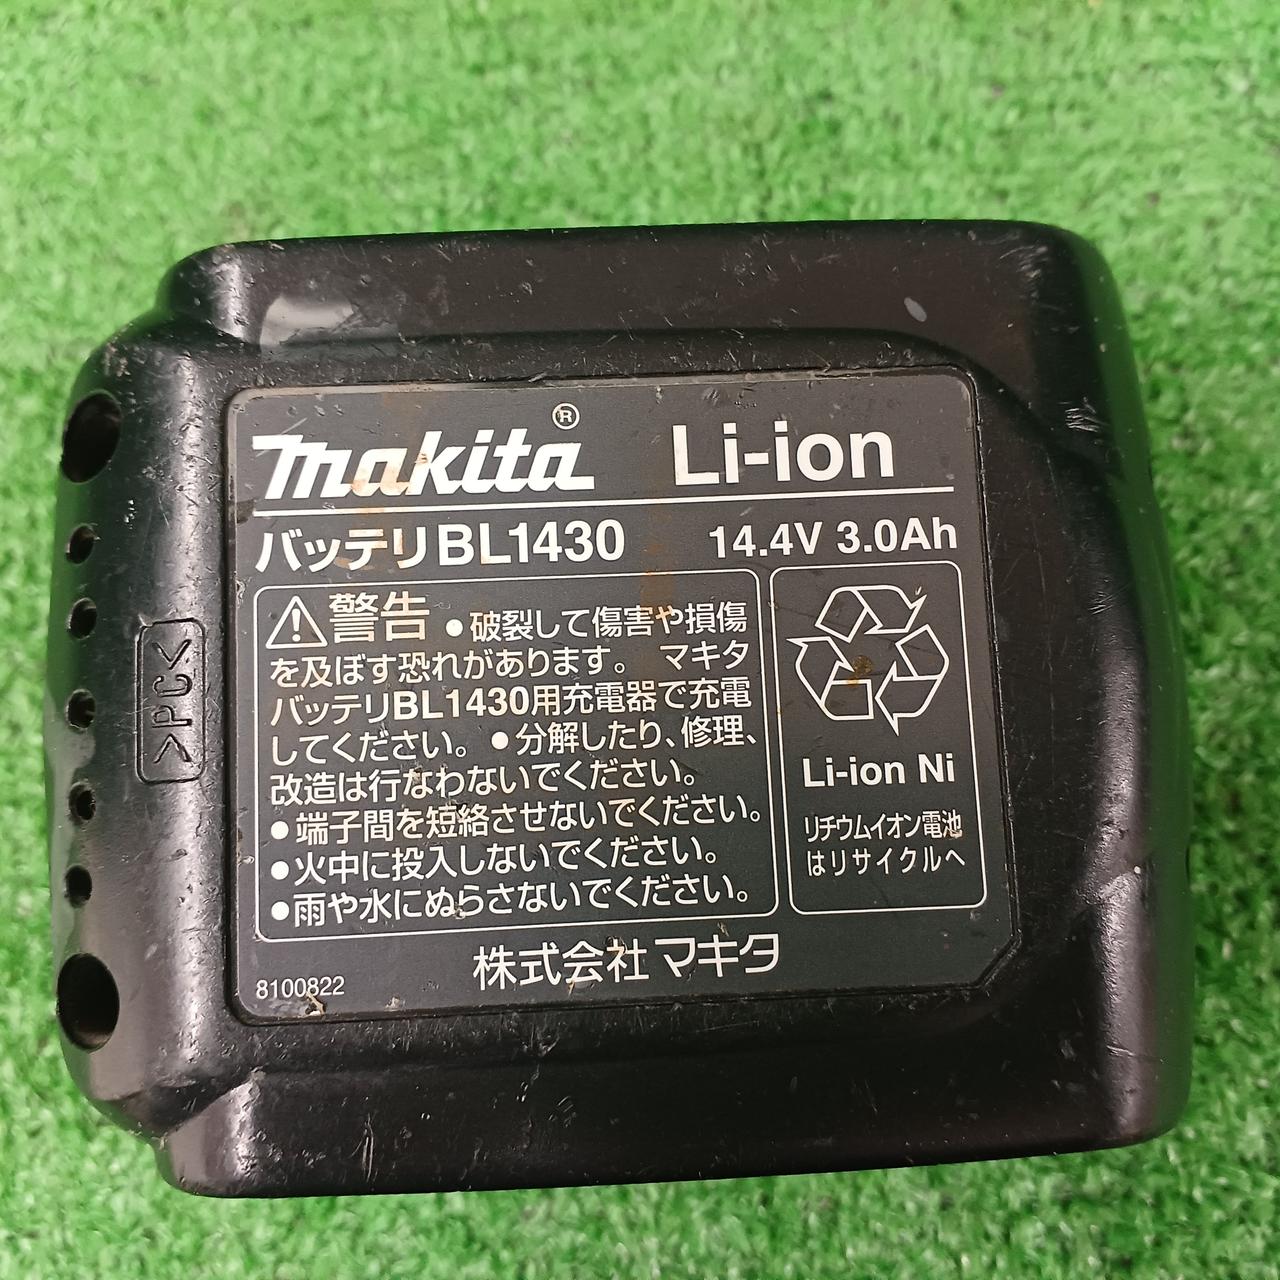 makita®
Li-ion
バッテリBL1430
14.4V 3.0Ah
⚠警告 ●破裂して傷害や損傷
を及ぼす恐れがあります。 マキタ
バッテリBL1430用充電器で充電
してください。 ●分解したり、修理、
改造は行なわないでください。
●端子間を短絡させないでください。
●火中に投入しないでください。
●雨や水にぬらさないでください。
Li-ion Ni
リチウムイオン電池
はリサイクルへ
8100822
株式会社マキタ
>PC<